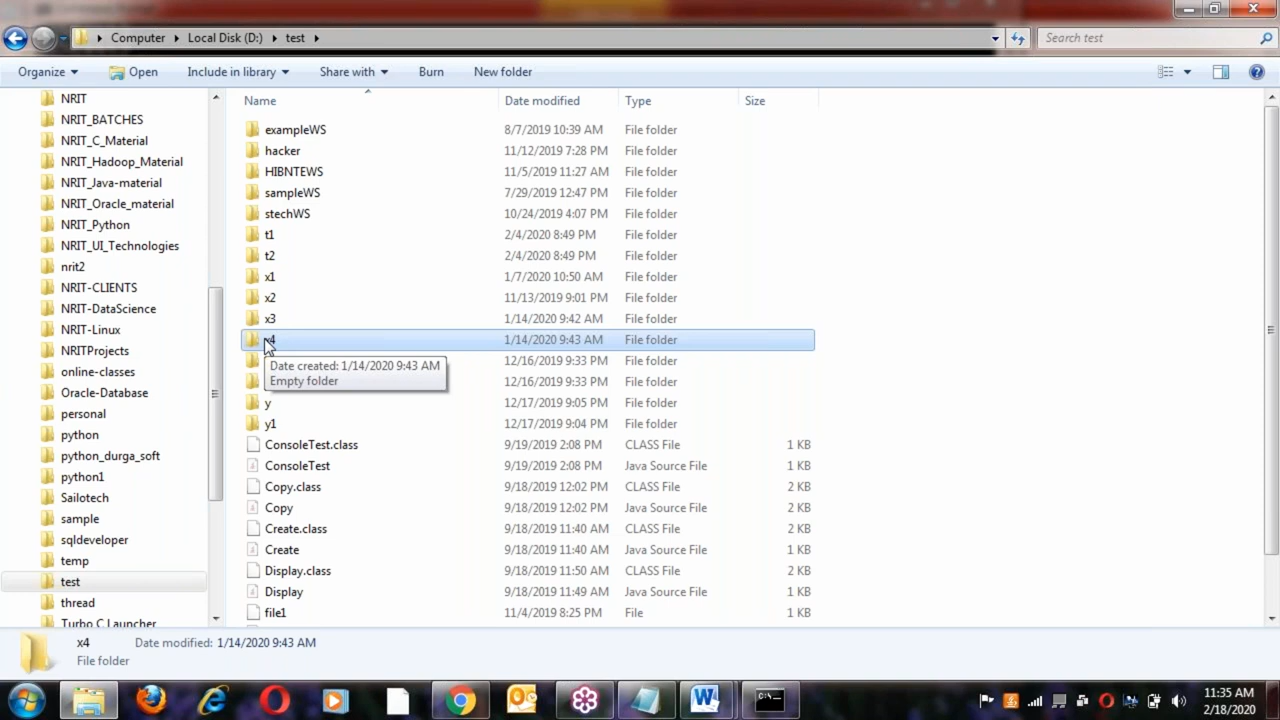 Computer Local Disk (D:) test
Search test
Organize Open Include in library Share with Burn New folder
NRIT
NRIT_BATCHES
NRIT_C_Material
NRIT_Hadoop_Material
NRIT_Java-material
NRIT_Oracle_material
NRIT_Python
NRIT_UI_Technologies
nrit2
NRIT-CLIENTS
NRIT-DataScience
NRIT-Linux
NRITProjects
online-classes
Oracle-Database
personal
python
python_durga_soft
python1
Sailotech
sample
sqldeveloper
temp
test
thread
Turbo C Launcher
Name Date modified Type Size
exampleWS 8/7/2019 10:39 AM File folder
hacker 11/12/2019 7:28 PM File folder
HIBNTEWS 11/5/2019 11:27 AM File folder
sampleWS 7/29/2019 12:47 PM File folder
stechWS 10/24/2019 4:07 PM File folder
t1 2/4/2020 8:49 PM File folder
t2 2/4/2020 8:49 PM File folder
x1 1/7/2020 10:50 AM File folder
x2 11/13/2019 9:01 PM File folder
x3 1/14/2020 9:42 AM File folder
x4 1/14/2020 9:43 AM File folder
12/16/2019 9:33 PM File folder
12/16/2019 9:33 PM File folder
Date created: 1/14/2020 9:43 AM
Empty folder
y 12/17/2019 9:05 PM File folder
y1 12/17/2019 9:04 PM File folder
ConsoleTest.class 9/19/2019 2:08 PM CLASS File 1 KB
ConsoleTest 9/19/2019 2:08 PM Java Source File 1 KB
Copy.class 9/18/2019 12:02 PM CLASS File 2 KB
Copy 9/18/2019 12:02 PM Java Source File 2 KB
Create.class 9/18/2019 11:40 AM CLASS File 2 KB
Create 9/18/2019 11:40 AM Java Source File 1 KB
Display.class 9/18/2019 11:50 AM CLASS File 2 KB
Display 9/18/2019 11:49 AM Java Source File 1 KB
file1 11/4/2019 8:25 PM File 1 KB
x4 Date modified: 1/14/2020 9:43 AM
File folder
11:35 AM
2/18/2020